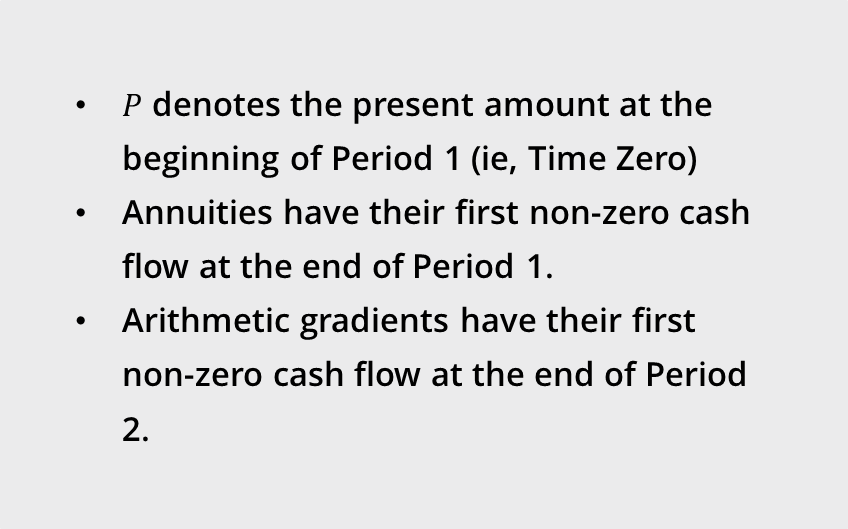 • P denotes the present amount at the
beginning of Period 1 (ie, Time Zero)
• Annuities have their first non-zero cash
flow at the end of Period 1.
• Arithmetic gradients have their first
non-zero cash flow at the end of Period
2.